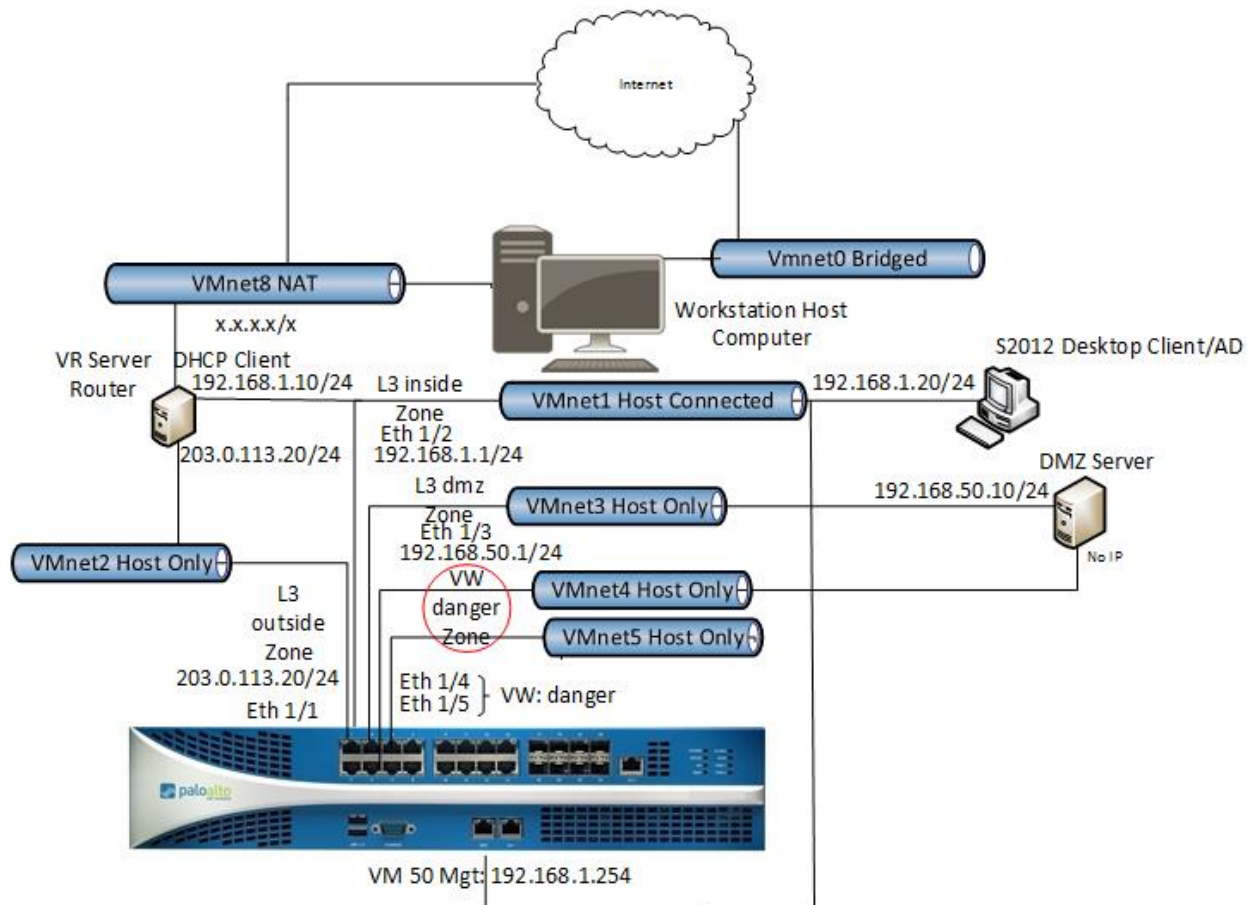 Internet
Vmnet0 Bridged
VMnet8 NAT
x.x.x.x/x
Workstation Host
Computer
VR Server
Router
DHCP Client
192.168.1.10/24
S2012 Desktop Client/AD
192.168.1.20/24
L3 inside
Zone
Eth 1/2
192.168.1.1/24
VMnet1 Host Connected
203.0.113.20/24
DMZ Server
192.168.50.10/24
No IP
L3 dmz
Zone
Eth 1/3
192.168.50.1/24
VMnet3 Host Only
VMnet2 Host Only
VW
danger
Zone
VMnet4 Host Only
VMnet5 Host Only
L3
outside
Zone
203.0.113.20/24
Eth 1/1
Eth 1/4
Eth 1/5
VW: danger
paloalto
VM 50 Mgt: 192.168.1.254